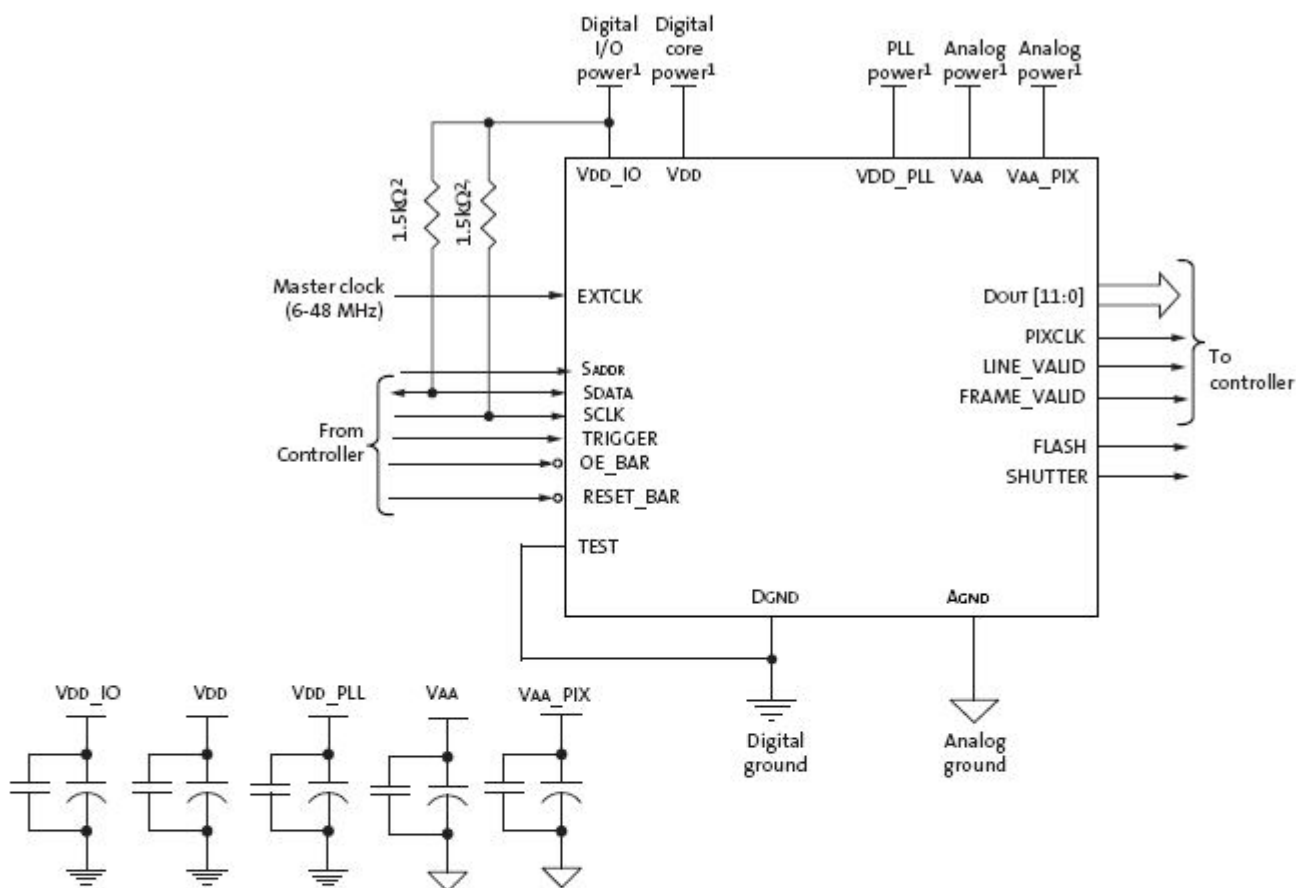 Digital
I/O
power1
Digital
core
power1
PLL
power1
Analog
power1
Analog
power1
VDD_IO
VDD
VDD_PLL
VAA
VAA_PIX
1.5kΩ2
1.5kΩ2,
Master clock
(6-48 MHz)
EXTCLK
SADDR
SDATA
SCLK
TRIGGER
OE_BAR
RESET_BAR
TEST
From
Controller
DOUT [11:0]
PIXCLK
LINE_VALID
FRAME_VALID
FLASH
SHUTTER
To
controller
DGND
AGND
Digital
ground
Analog
ground
VDD_IO
VDD
VDD_PLL
VAA
VAA_PIX